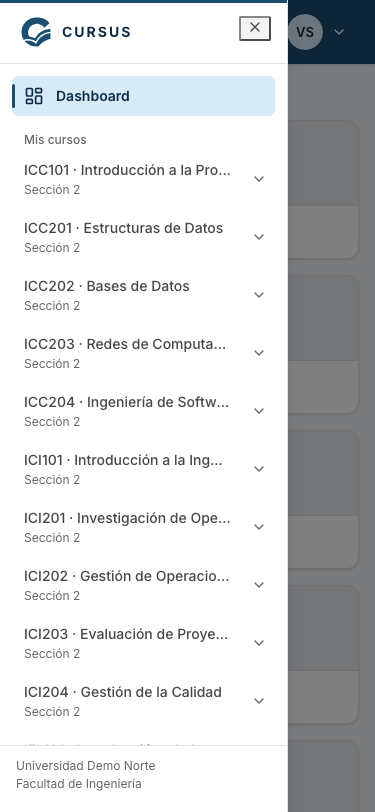 CURSUS
VS
Dashboard
Mis cursos
ICC101 · Introducción a la Pro...
Sección 2
ICC201 · Estructuras de Datos
Sección 2
ICC202 · Bases de Datos
Sección 2
ICC203 · Redes de Computa...
Sección 2
ICC204 · Ingeniería de Softw...
Sección 2
ICI101 · Introducción a la Ing...
Sección 2
ICI201 · Investigación de Ope...
Sección 2
ICI202 · Gestión de Operacio...
Sección 2
ICI203 · Evaluación de Proye...
Sección 2
ICI204 · Gestión de la Calidad
Sección 2
Universidad Demo Norte
Facultad de Ingeniería